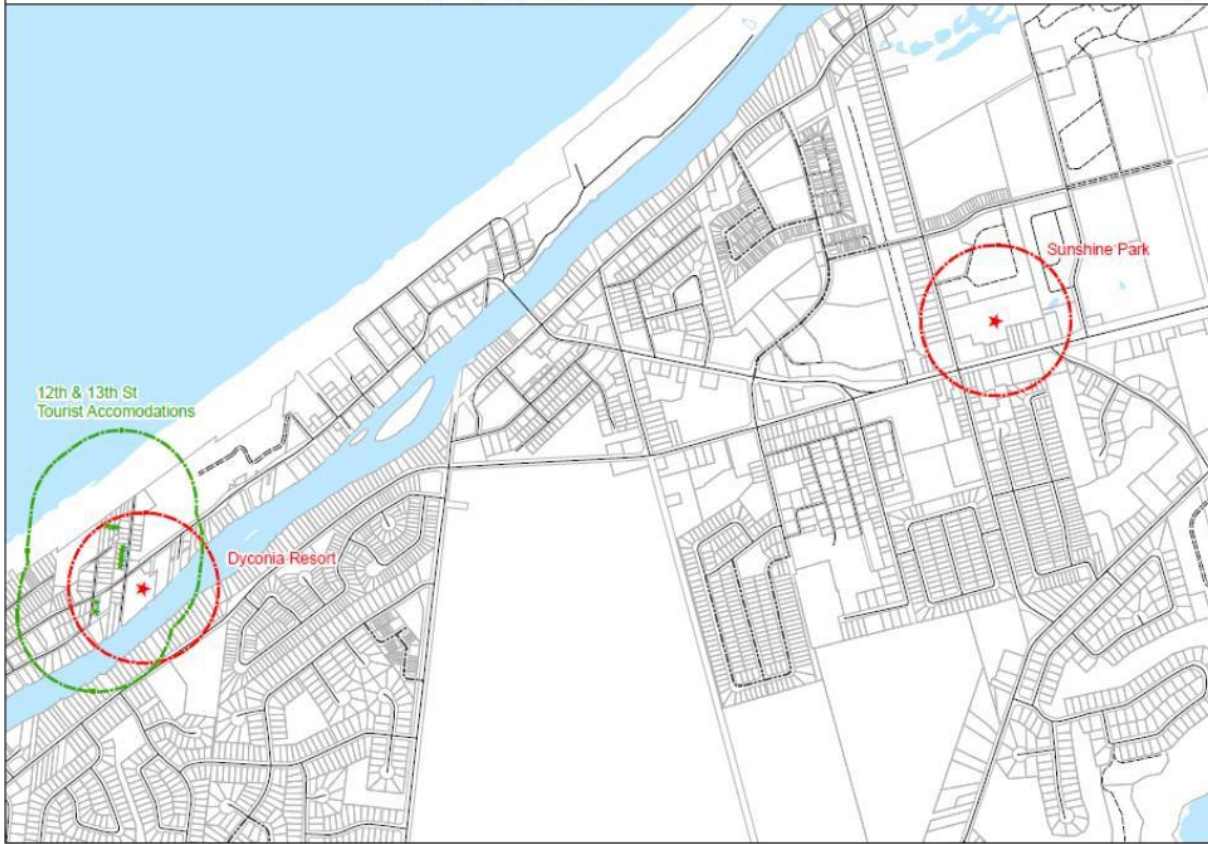 Sunshine Park
12th & 13th St
Tourist Accomodations
Dyconia Resort